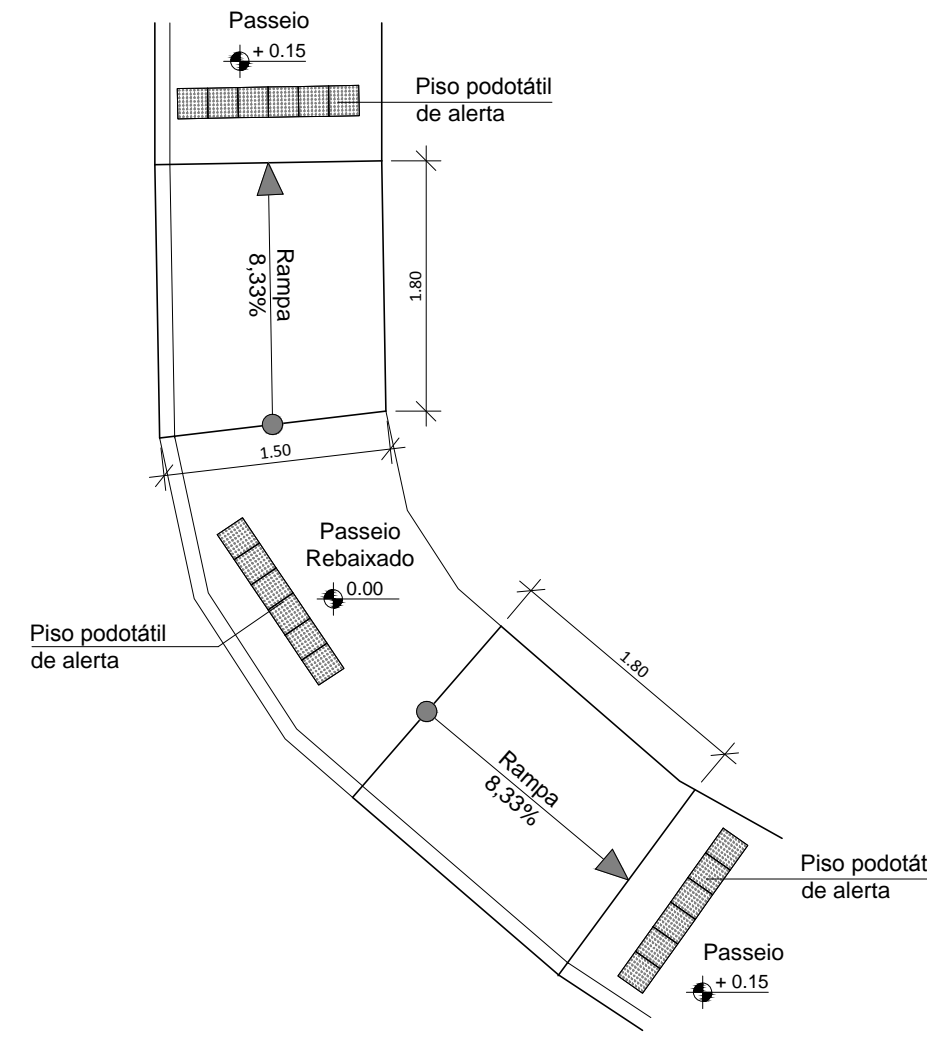 Passeio
+ 0.15
Piso podotátil
de alerta
Rampa
8,33%
1.80
1.50
Passeio
Rebaixado
0.00
Piso podotátil
de alerta
1.80
Rampa
8,33%
Piso podotát
de alerta
Passeio
+ 0.15